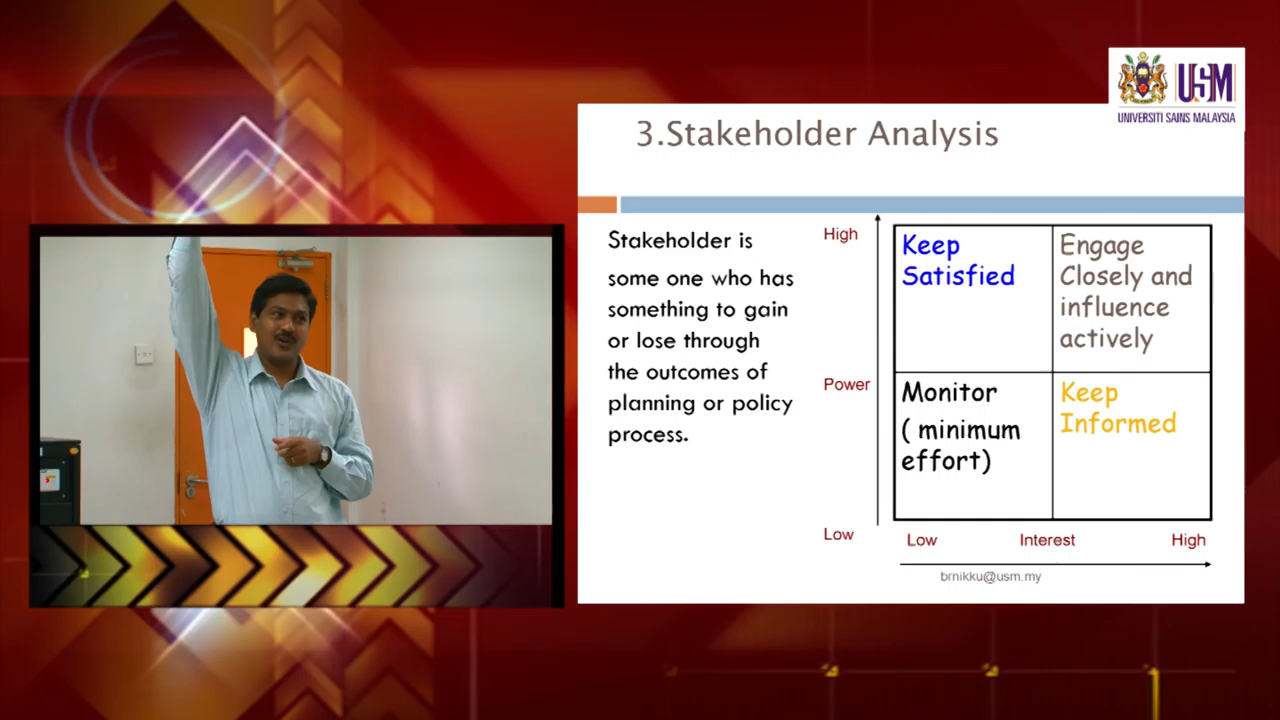 USM
UNIVERSITI SAINS MALAYSIA
3.Stakeholder Analysis
Stakeholder is
some one who has
something to gain
or lose through
the outcomes of
planning or policy
process.
High
Power
Low
Keep
Satisfied
Engage
Closely and
influence
actively
Monitor
( minimum
effort)
Keep
Informed
Low
Interest
High
brnikku@usm.my